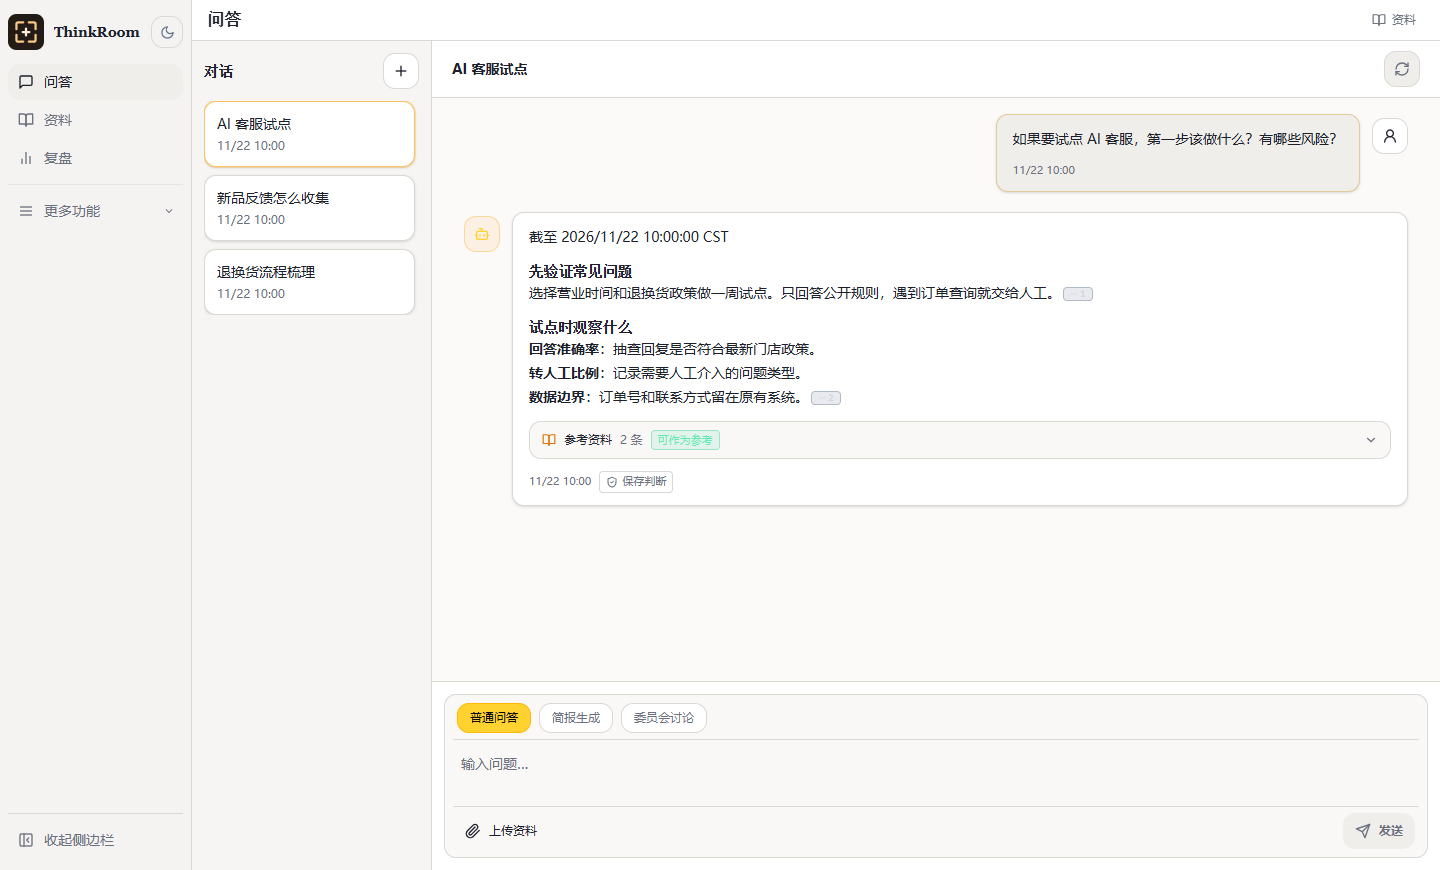 ThinkRoom
问答
资料
复盘
更多功能
收起侧边栏
问答
资料
对话
AI 客服试点
11/22 10:00
新品反馈怎么收集
11/22 10:00
退换货流程梳理
11/22 10:00
AI 客服试点
如果要试点 AI 客服，第一步该做什么？有哪些风险？
11/22 10:00
截至 2026/11/22 10:00:00 CST
先验证常见问题
选择营业时间和退换货政策做一周试点。只回答公开规则，遇到订单查询就交给人工。 1
试点时观察什么
回答准确率：抽查回复是否符合最新门店政策。
转人工比例：记录需要人工介入的问题类型。
数据边界：订单号和联系方式留在原有系统。 2
参考资料 2 条 可作为参考
11/22 10:00 保存判断
普通问答 简报生成 委员会讨论
输入问题...
上传资料
发送